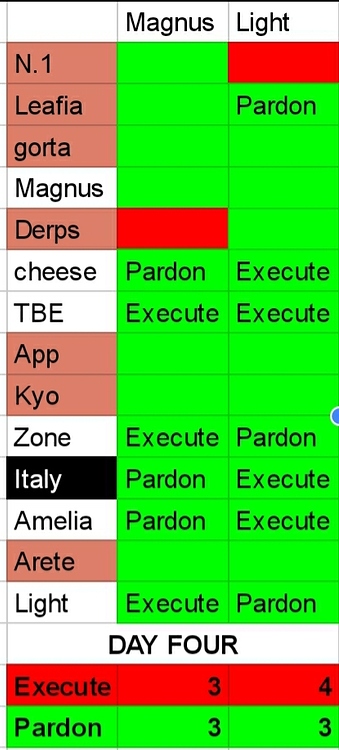 Magnus Light
N.1
Leafia Pardon
gorta
Magnus
Derps
cheese Pardon Execute
TBE Execute Execute
App
Kyo
Zone Execute Pardon
Italy Pardon Execute
Amelia Pardon Execute
Arete
Light Execute Pardon
DAY FOUR
Execute 3 4
Pardon 3 3